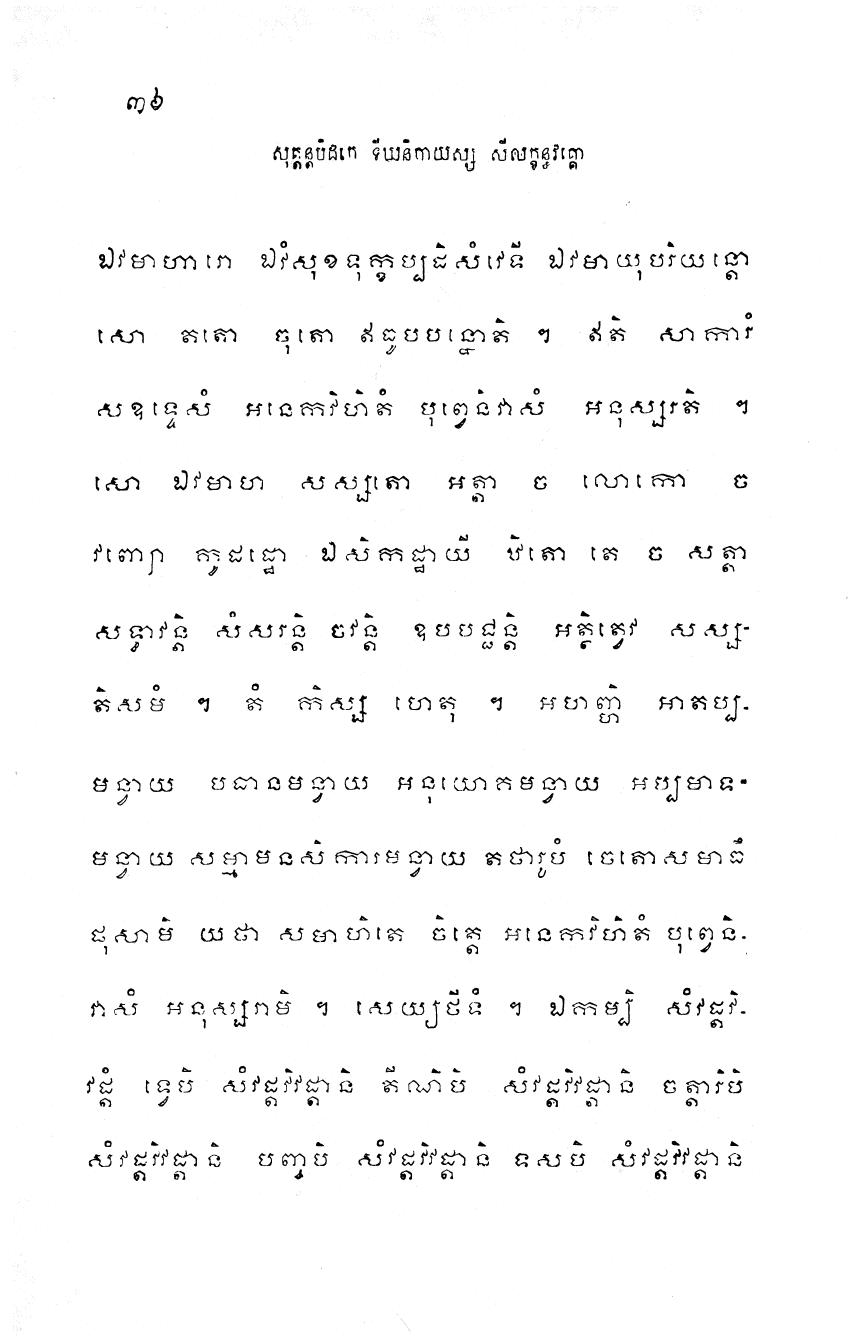 ៣៦
សុត្តន្តបិដកេ ទីឃនិកាយស្ស សីលក្ខន្ធវគ្គោ
ឯវមាហារោ ឯវំសុខទុក្ខប្បដិសំវេទី ឯវមាយុបរិយន្តោ
សោ តតោ ចុតោ ឥធូបបន្នោតិ ។ ឥតិ សាការំ
សឧទ្ទេសំ អនេកវិហិតំ បុព្វេនិវាសំ អនុស្សរតិ ។
សោ ឯវមាហ សស្សតោ អត្តា ច លោកោ ច
វញ្ឈោ កូដដ្ឋោ ឯសិកដ្ឋាយី ឋិតោ តេ ច សត្តា
សន្ធាវន្តិ សំសរន្តិ ចវន្តិ ឧបបជ្ជន្តិ អត្ថិត្វេវ សស្ស-
តិសមំ ។ តំ កិស្ស ហេតុ ។ អហញ្ហិ អាតប្ប-
មន្វាយ បធានមន្វាយ អនុយោគមន្វាយ អប្បមាទ-
មន្វាយ សម្មាមនសិការមន្វាយ តថារូបំ ចេតោសមាធឹ
ផុសាមិ យថា សមាហិតេ ចិត្តេ អនេកវិហិតំ បុព្វេនិ-
វាសំ អនុស្សរាមិ ។ សេយ្យថីទំ ។ ឯកម្បិ សំវដ្តវិ-
វដ្តំ ទ្វេបិ សំវដ្តវិវដ្តានិ តីណិបិ សំវដ្តវិវដ្តានិ ចត្តារិបិ
សំវដ្តវិវដ្តានិ បញ្ចបិ សំវដ្តវិវដ្តានិ ទសបិ សំវដ្តវិវដ្តានិ